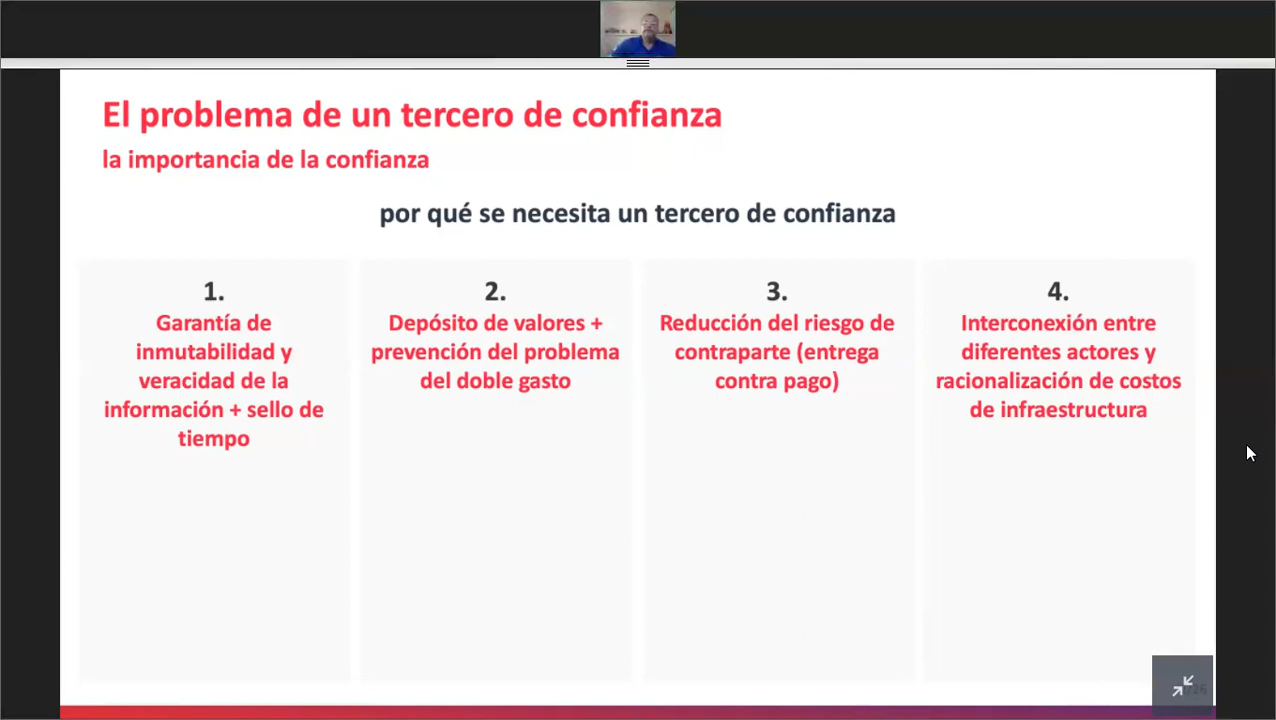 El problema de un tercero de confianza
la importancia de la confianza
por qué se necesita un tercero de confianza
1.
Garantía de
inmutabilidad y
veracidad de la
información + sello de
tiempo
2.
Depósito de valores +
prevención del problema
del doble gasto
3.
Reducción del riesgo de
contraparte (entrega
contra pago)
4.
Interconexión entre
diferentes actores y
racionalización de costos
de infraestructura